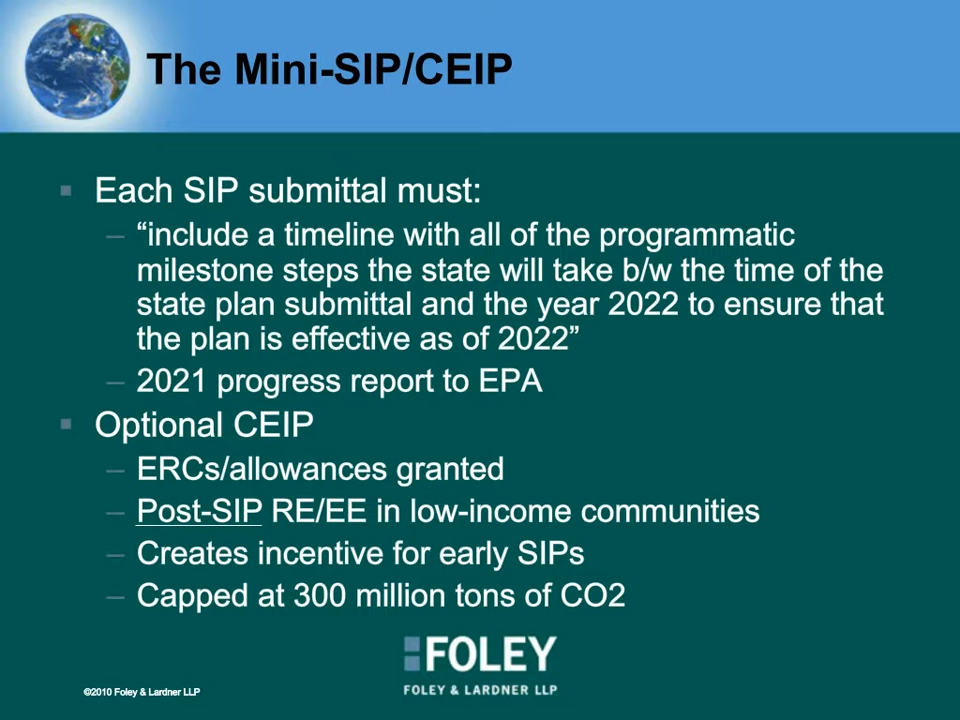 The Mini-SIP/CEIP
Each SIP submittal must:
– “include a timeline with all of the programmatic
milestone steps the state will take b/w the time of the
state plan submittal and the year 2022 to ensure that
the plan is effective as of 2022”
– 2021 progress report to EPA
Optional CEIP
– ERCs/allowances granted
– Post-SIP RE/EE in low-income communities
– Creates incentive for early SIPs
– Capped at 300 million tons of CO2
FOLEY
FOLEY & LARDNER LLP
©2010 Foley & Lardner LLP